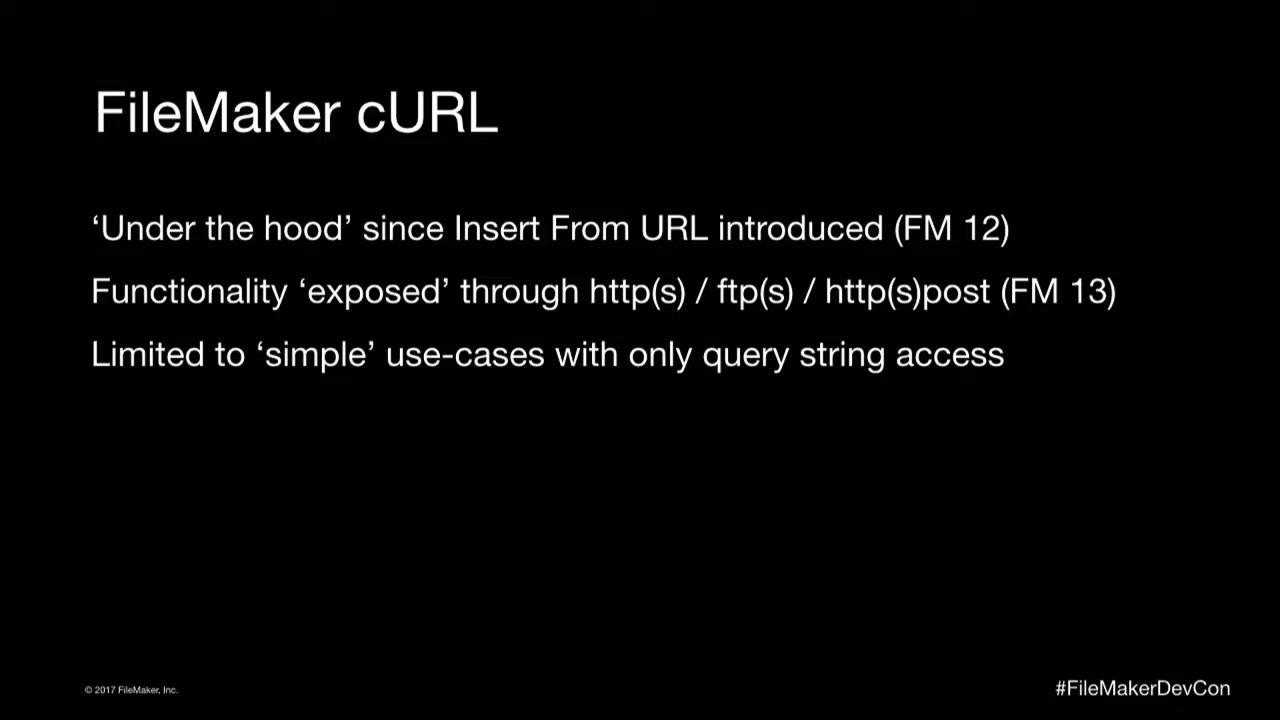 FileMaker cURL
‘Under the hood’ since Insert From URL introduced (FM 12)
Functionality ‘exposed’ through http(s) / ftp(s) / http(s)post (FM 13)
Limited to ‘simple’ use-cases with only query string access
© 2017 FileMaker, Inc.
#FileMakerDevCon